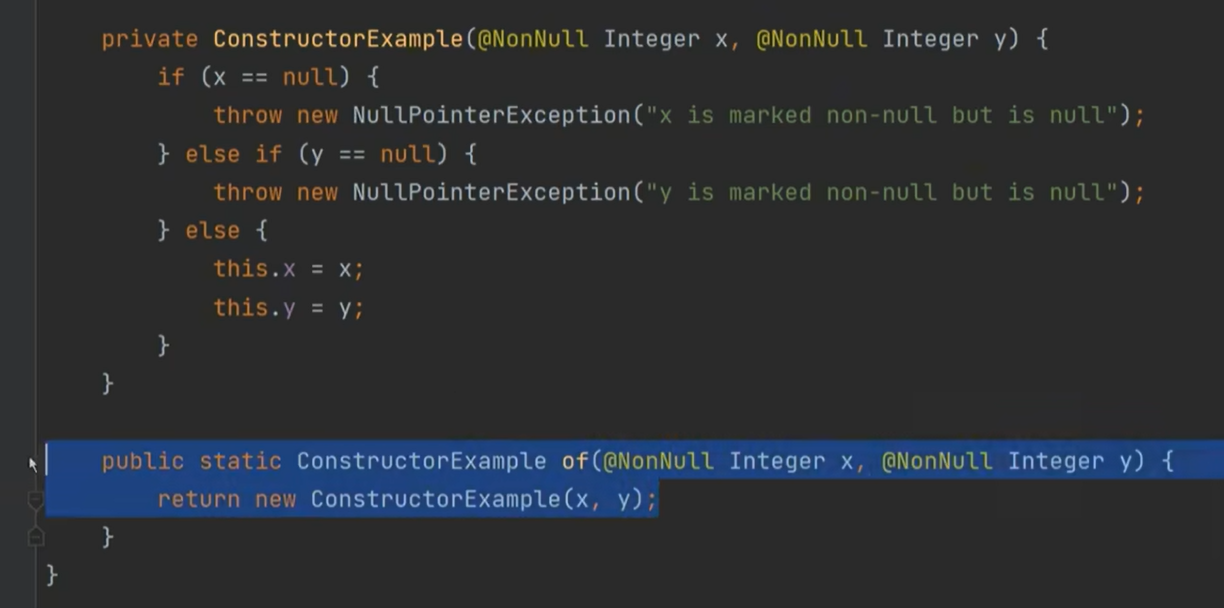 private ConstructorExample(@NonNull Integer x, @NonNull Integer y) {
if (x == null) {
throw new NullPointerException("x is marked non-null but is null");
} else if (y == null) {
throw new NullPointerException("y is marked non-null but is null");
} else {
this.x = x;
this.y = y;
}
}
public static ConstructorExample of(@NonNull Integer x, @NonNull Integer y) {
return new ConstructorExample(x, y);
}
}